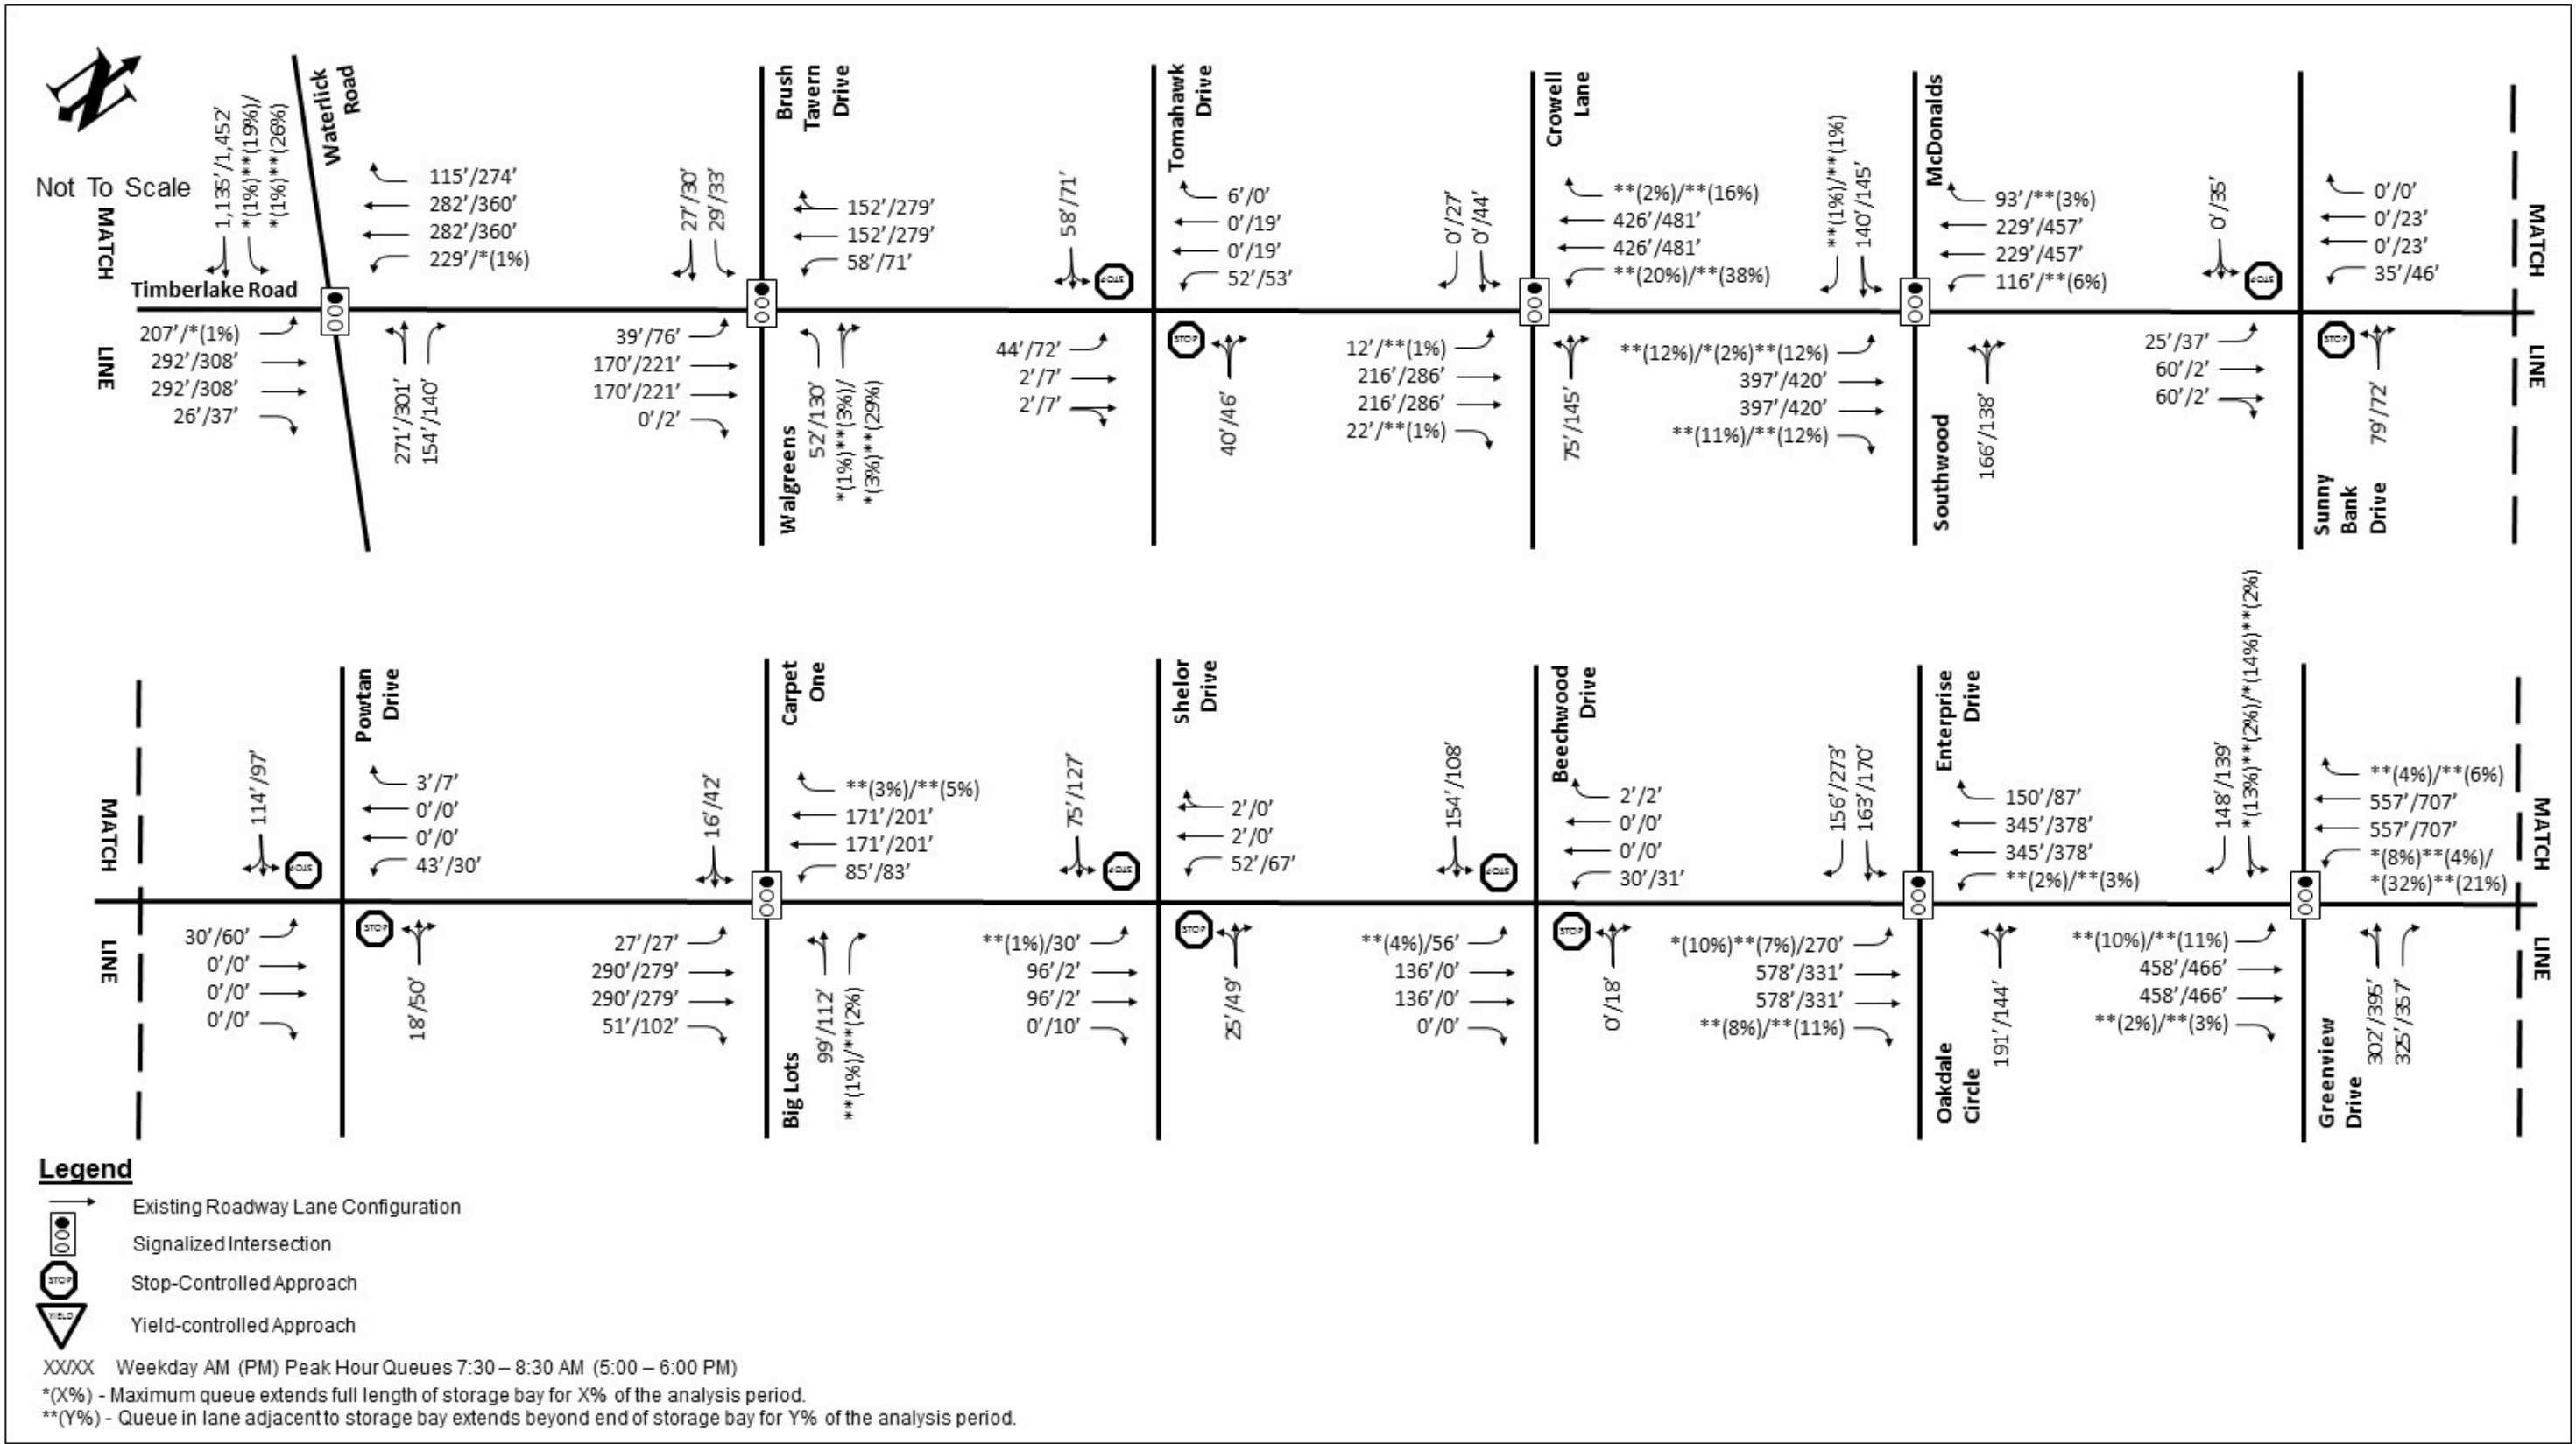 N
Not To Scale
MATCH
LINE
1,135'/1,452'
*(1%)**(19%)/
*(1%)**(26%)
Waterlick
Road
115'/274'
282'/360'
282'/360'
229'/*(1%)
Timberlake Road
207'/*(1%)
292'/308'
292'/308'
26'/37'
271'/301'
154'/140'
27'/30'
29'/33'
Brush
Tavern
Drive
152'/279'
152'/279'
58'/71'
39'/76'
170'/221'
170'/221'
0'/2'
Walgreens
52'/130'
*(1%)**(3%)/
*(3%)**(29%)
58'/71'
STOP
Tomahawk
Drive
6'/0'
0'/19'
0'/19'
52'/53'
44'/72'
2'/7'
2'/7'
STOP
40'/46'
0'/27'
0'/44'
Crowell
Lane
**(2%)/**(16%)
426'/481'
426'/481'
**(20%)/**(38%)
12'/**(1%)
216'/286'
216'/286'
22'/**(1%)
75'/145'
**(1%)/**(1%)
140'/145'
McDonalds
93'/**(3%)
229'/457'
229'/457'
116'/**(6%)
**(12%)/*(2%)**(12%)
397'/420'
397'/420'
**(11%)/**(12%)
Southwood
166'/138'
0'/35'
STOP
0'/0'
0'/23'
0'/23'
35'/46'
25'/37'
60'/2'
60'/2'
STOP
Sunny
Bank
Drive
79'/72'
MATCH
LINE
MATCH
LINE
114'/97'
STOP
Powtan
Drive
3'/7'
0'/0'
0'/0'
43'/30'
30'/60'
0'/0'
0'/0'
0'/0'
STOP
18'/50'
16'/42'
Carpet
One
**(3%)/**(5%)
171'/201'
171'/201'
85'/83'
27'/27'
290'/279'
290'/279'
51'/102'
Big Lots
99'/112'
**(1%)/**(2%)
75'/127'
STOP
Shelor
Drive
2'/0'
2'/0'
52'/67'
**(1%)/30'
96'/2'
96'/2'
0'/10'
STOP
25'/49'
154'/108'
STOP
Beechwood
Drive
2'/2'
0'/0'
0'/0'
30'/31'
**(4%)/56'
136'/0'
136'/0'
0'/0'
STOP
0'/18'
156'/273'
163'/170'
Enterprise
Drive
150'/87'
345'/378'
345'/378'
**(2%)/**(3%)
*(10%)**(7%)/270'
578'/331'
578'/331'
**(8%)/**(11%)
Oakdale
Circle
191'/144'
148'/139'
*(13%)**(2%)/*(14%)**(2%)
**(4%)/**(6%)
557'/707'
557'/707'
*(8%)**(4%)/
*(32%)**(21%)
**(10%)/**(11%)
458'/466'
458'/466'
**(2%)/**(3%)
Greenview
Drive
302'/395'
325'/357'
MATCH
LINE
Legend
Existing Roadway Lane Configuration
Signalized Intersection
STOP
Stop-Controlled Approach
YIELD
Yield-controlled Approach
XX/XX Weekday AM (PM) Peak Hour Queues 7:30 – 8:30 AM (5:00 – 6:00 PM)
*(X%) - Maximum queue extends full length of storage bay for X% of the analysis period.
**(Y%) - Queue in lane adjacent to storage bay extends beyond end of storage bay for Y% of the analysis period.